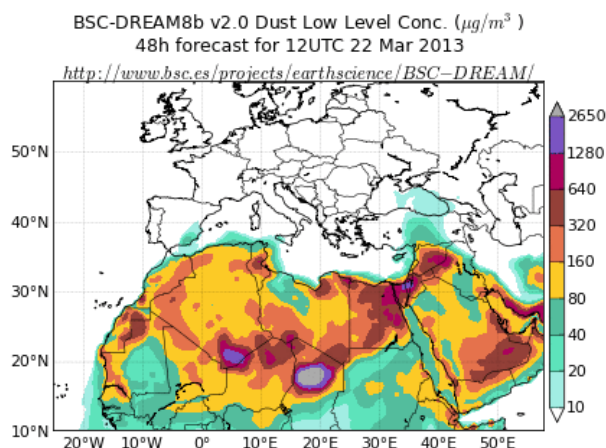 BSC-DREAM8b v2.0 Dust Low Level Conc. (μg/m³ )
48h forecast for 12UTC 22 Mar 2013
http://www.bsc.es/projects/earthscience/BSC−DREAM/
2650
1280
640
320
160
80
40
20
10
50°N
40°N
30°N
20°N
10°N
20°W 10°W 0° 10°E 20°E 30°E 40°E 50°E